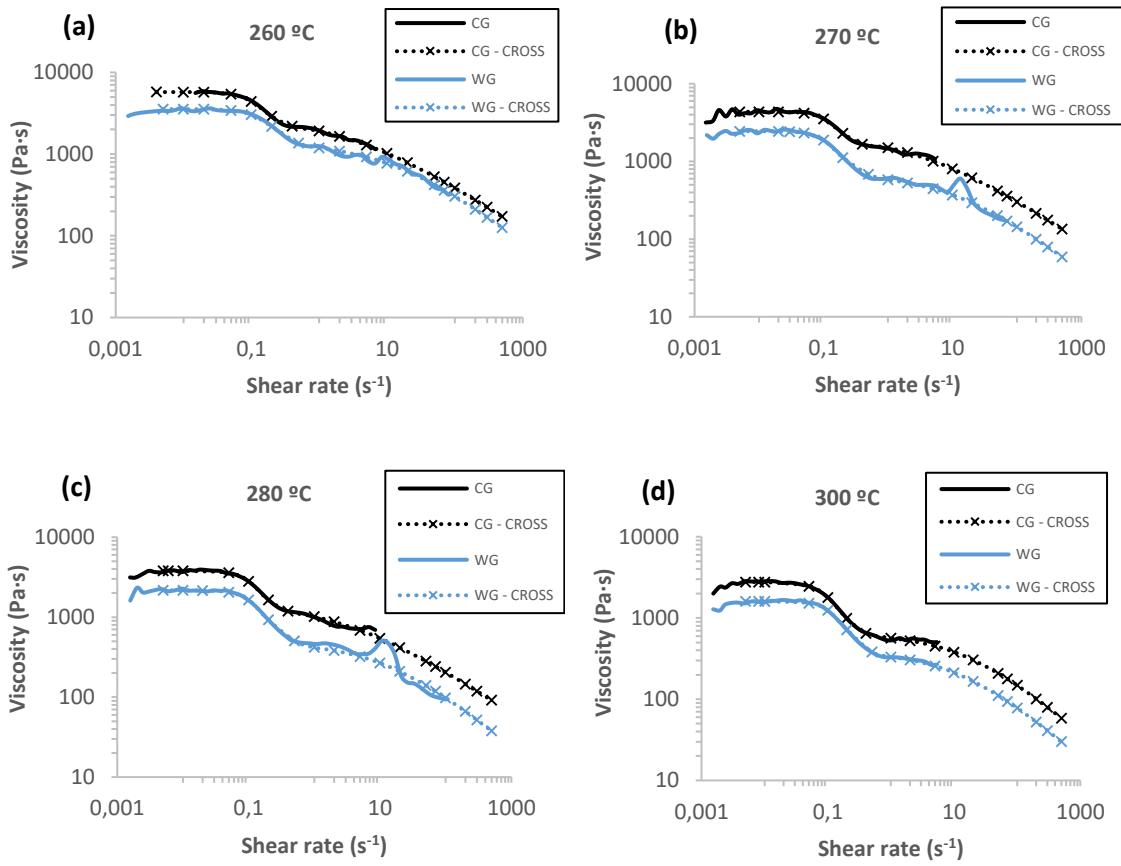 (a)
260 ºC
CG
CG - CROSS
WG
WG - CROSS
Viscosity (Pa·s)
10000
1000
100
10
0,001
0,1
10
1000
Shear rate (s⁻¹)
(b)
270 ºC
CG
CG - CROSS
WG
WG - CROSS
Viscosity (Pa·s)
10000
1000
100
10
0,001
0,1
10
1000
Shear rate (s⁻¹)
(c)
280 ºC
CG
CG - CROSS
WG
WG - CROSS
Viscosity (Pa·s)
10000
1000
100
10
0,001
0,1
10
1000
Shear rate (s⁻¹)
(d)
300 ºC
CG
CG - CROSS
WG
WG - CROSS
Viscosity (Pa·s)
10000
1000
100
10
0,001
0,1
10
1000
Shear rate (s⁻¹)